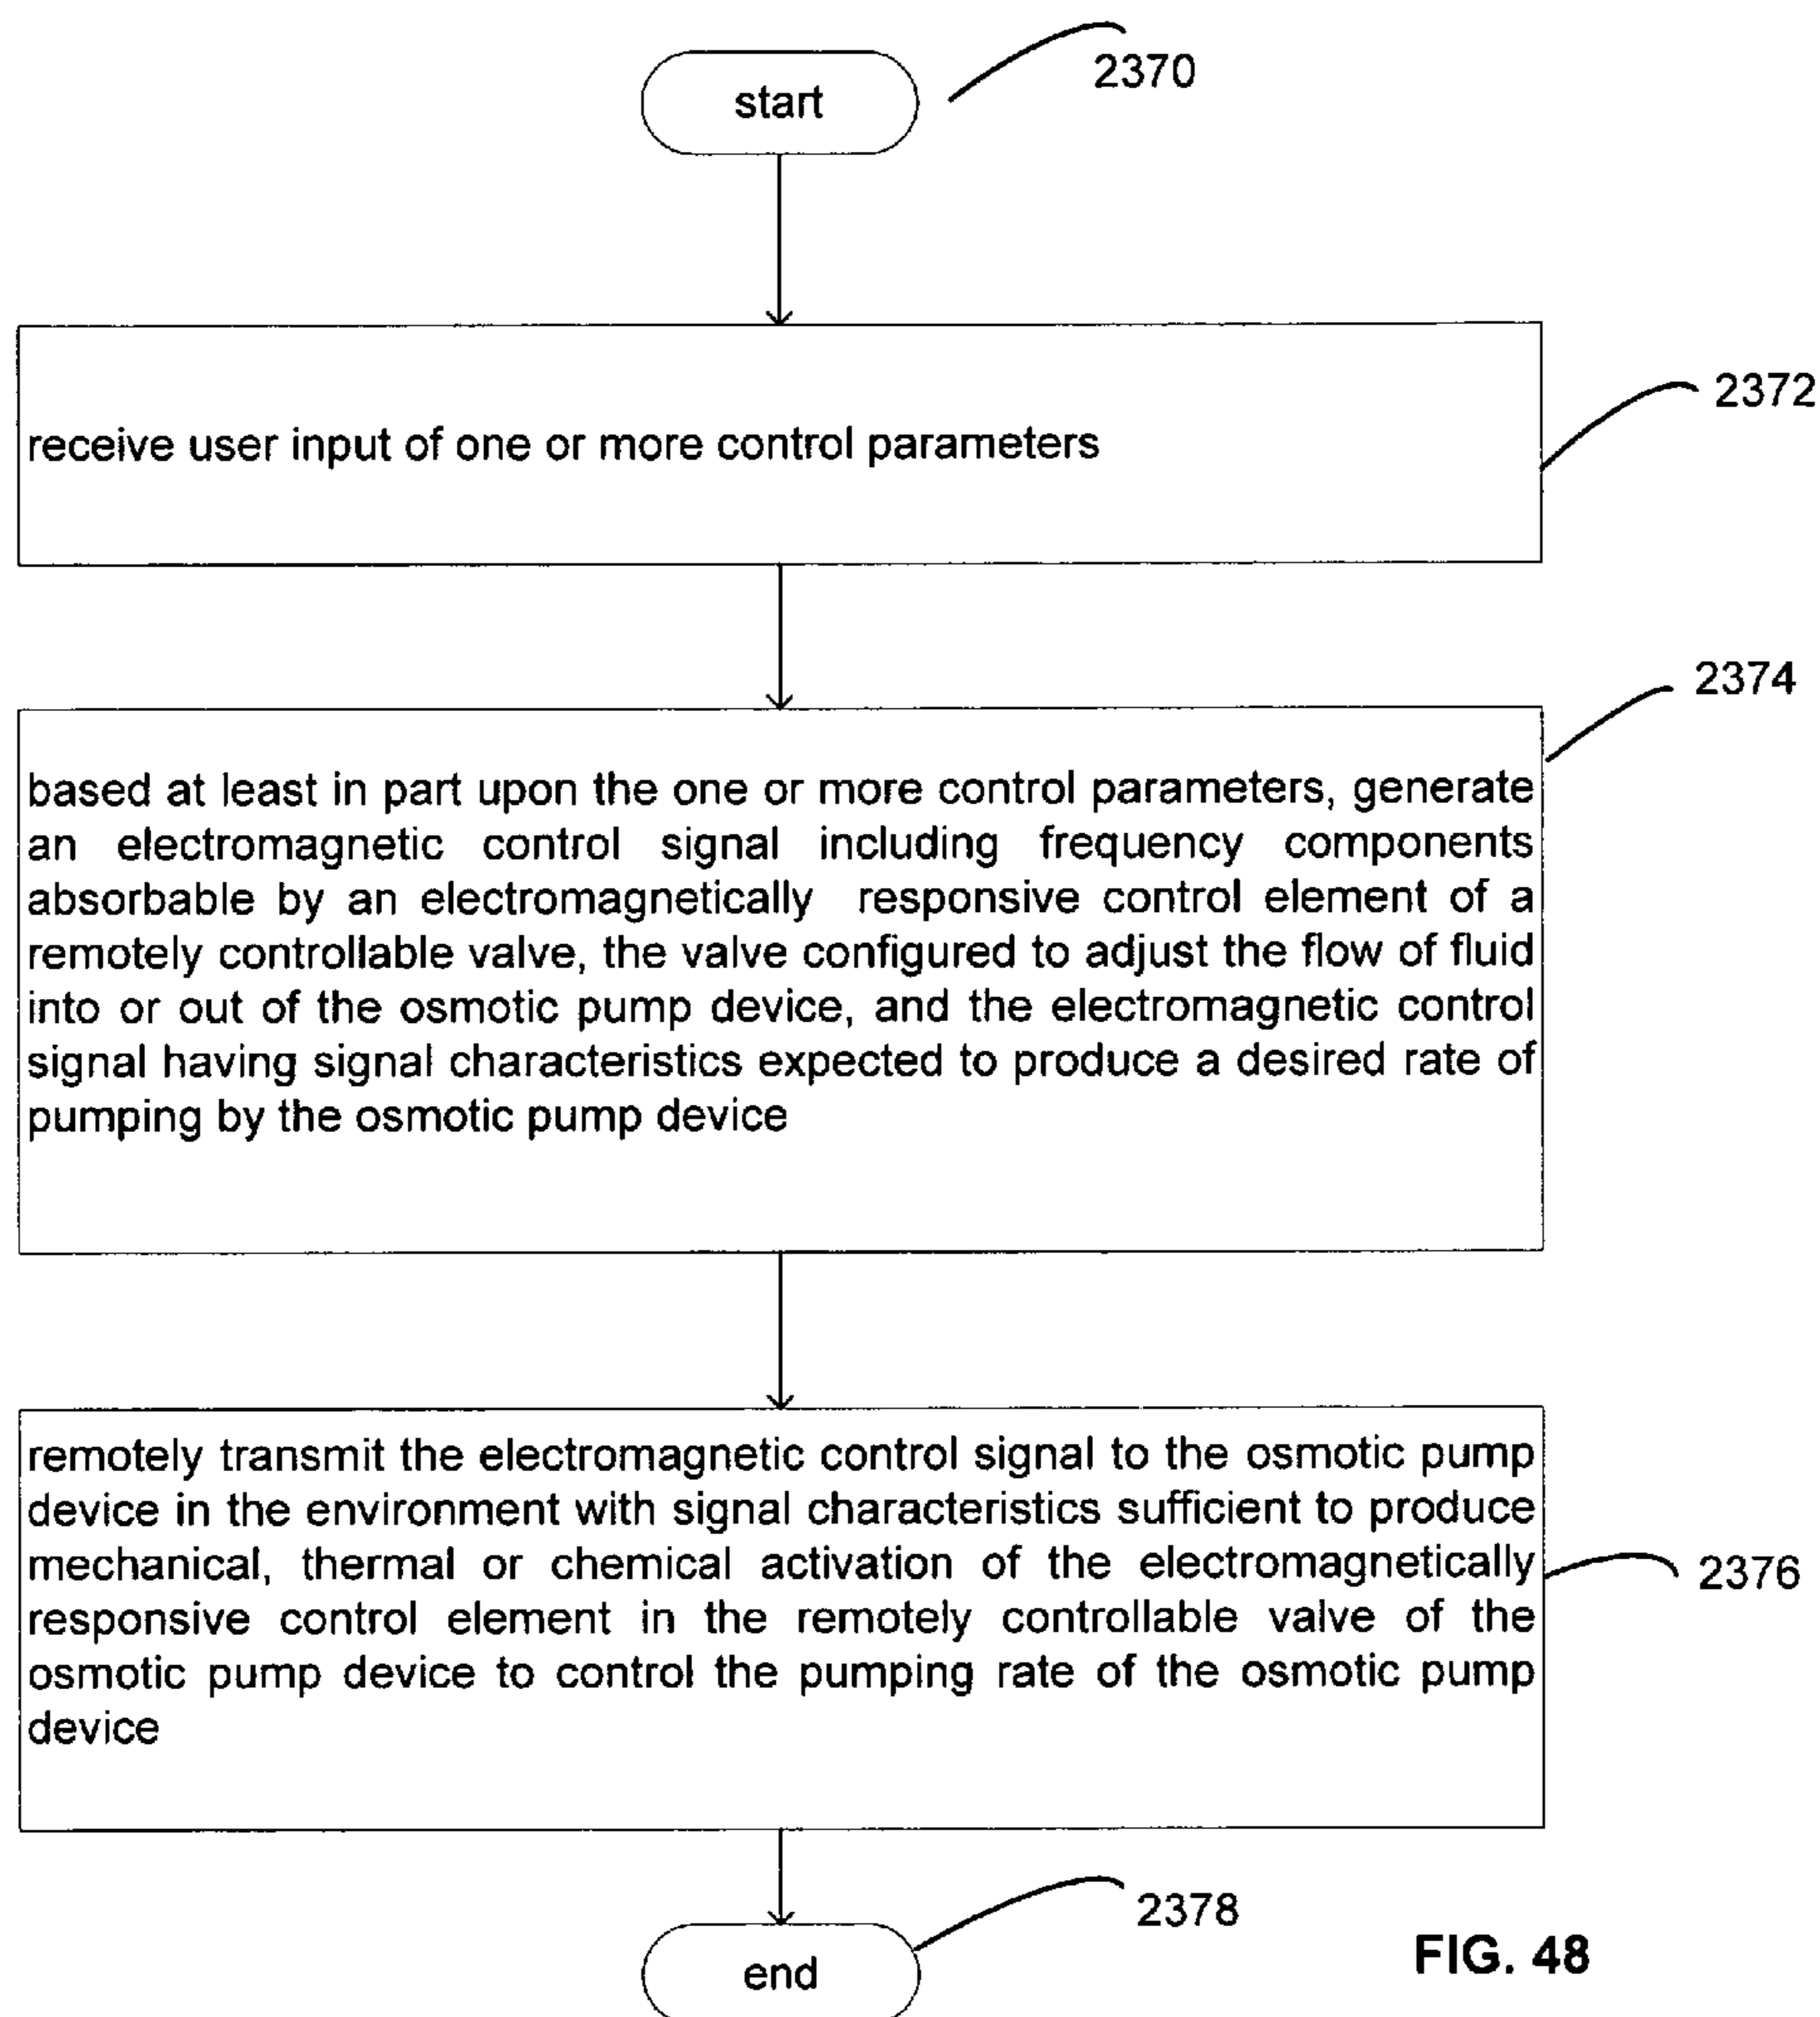 2370
start
2372
receive user input of one or more control parameters
2374
based at least in part upon the one or more control parameters, generate
an electromagnetic control signal including frequency components
absorbable by an electromagnetically responsive control element of a
remotely controllable valve, the valve configured to adjust the flow of fluid
into or out of the osmotic pump device, and the electromagnetic control
signal having signal characteristics expected to produce a desired rate of
pumping by the osmotic pump device
remotely transmit the electromagnetic control signal to the osmotic pump
device in the environment with signal characteristics sufficient to produce
mechanical, thermal or chemical activation of the electromagnetically
responsive control element in the remotely controllable valve of the
osmotic pump device to control the pumping rate of the osmotic pump
device
2376
2378
end
FIG. 48